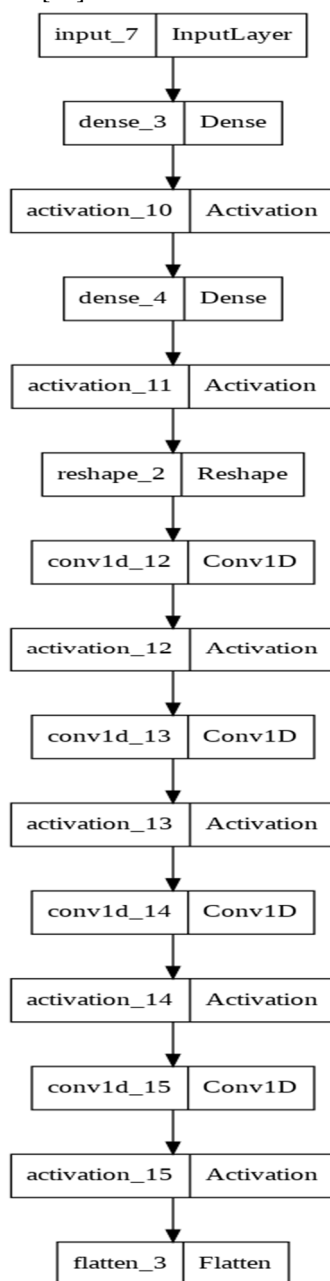 input_7 InputLayer
dense_3 Dense
activation_10 Activation
dense_4 Dense
activation_11 Activation
reshape_2 Reshape
conv1d_12 Conv1D
activation_12 Activation
conv1d_13 Conv1D
activation_13 Activation
conv1d_14 Conv1D
activation_14 Activation
conv1d_15 Conv1D
activation_15 Activation
flatten_3 Flatten